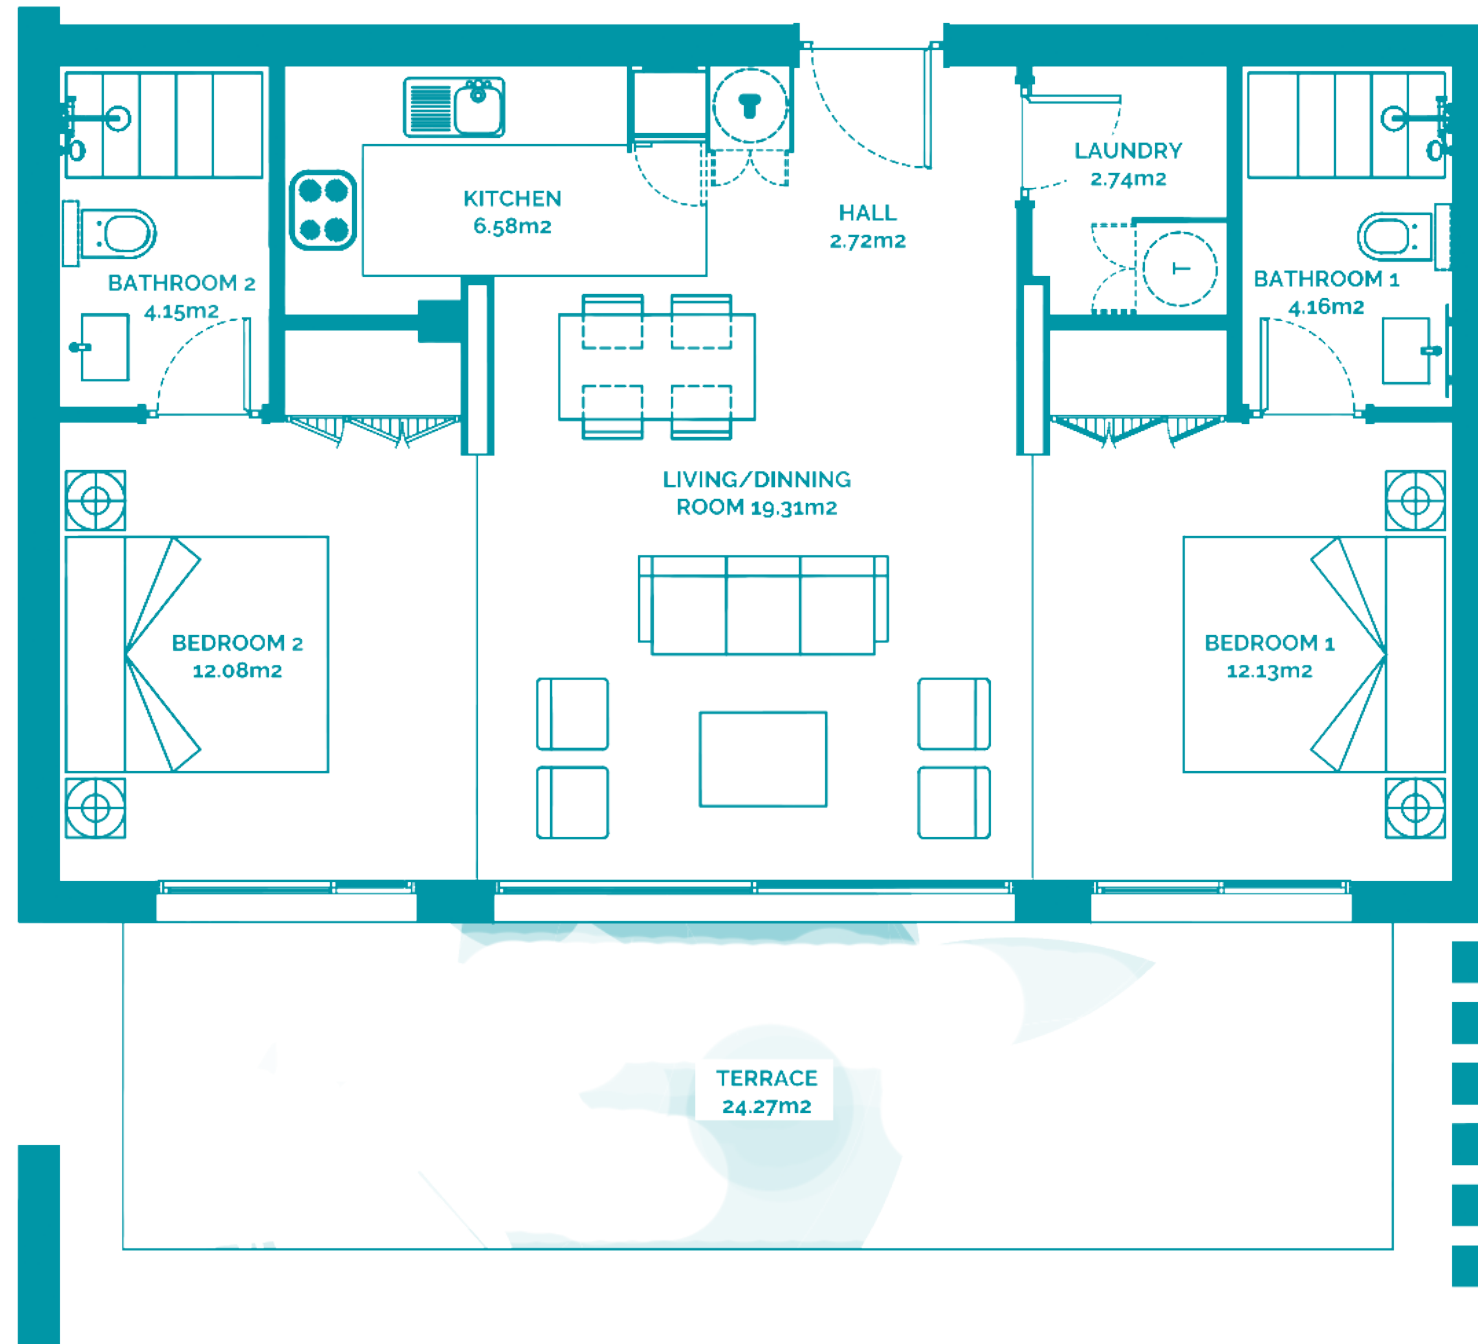 KITCHEN
6.58m2
HALL
2.72m2
LAUNDRY
2.74m2
T
T
BATHROOM 2
4.15m2
BATHROOM 1
4.16m2
LIVING/DINNING
ROOM 19.31m2
BEDROOM 2
12.08m2
BEDROOM 1
12.13m2
TERRACE
24.27m2